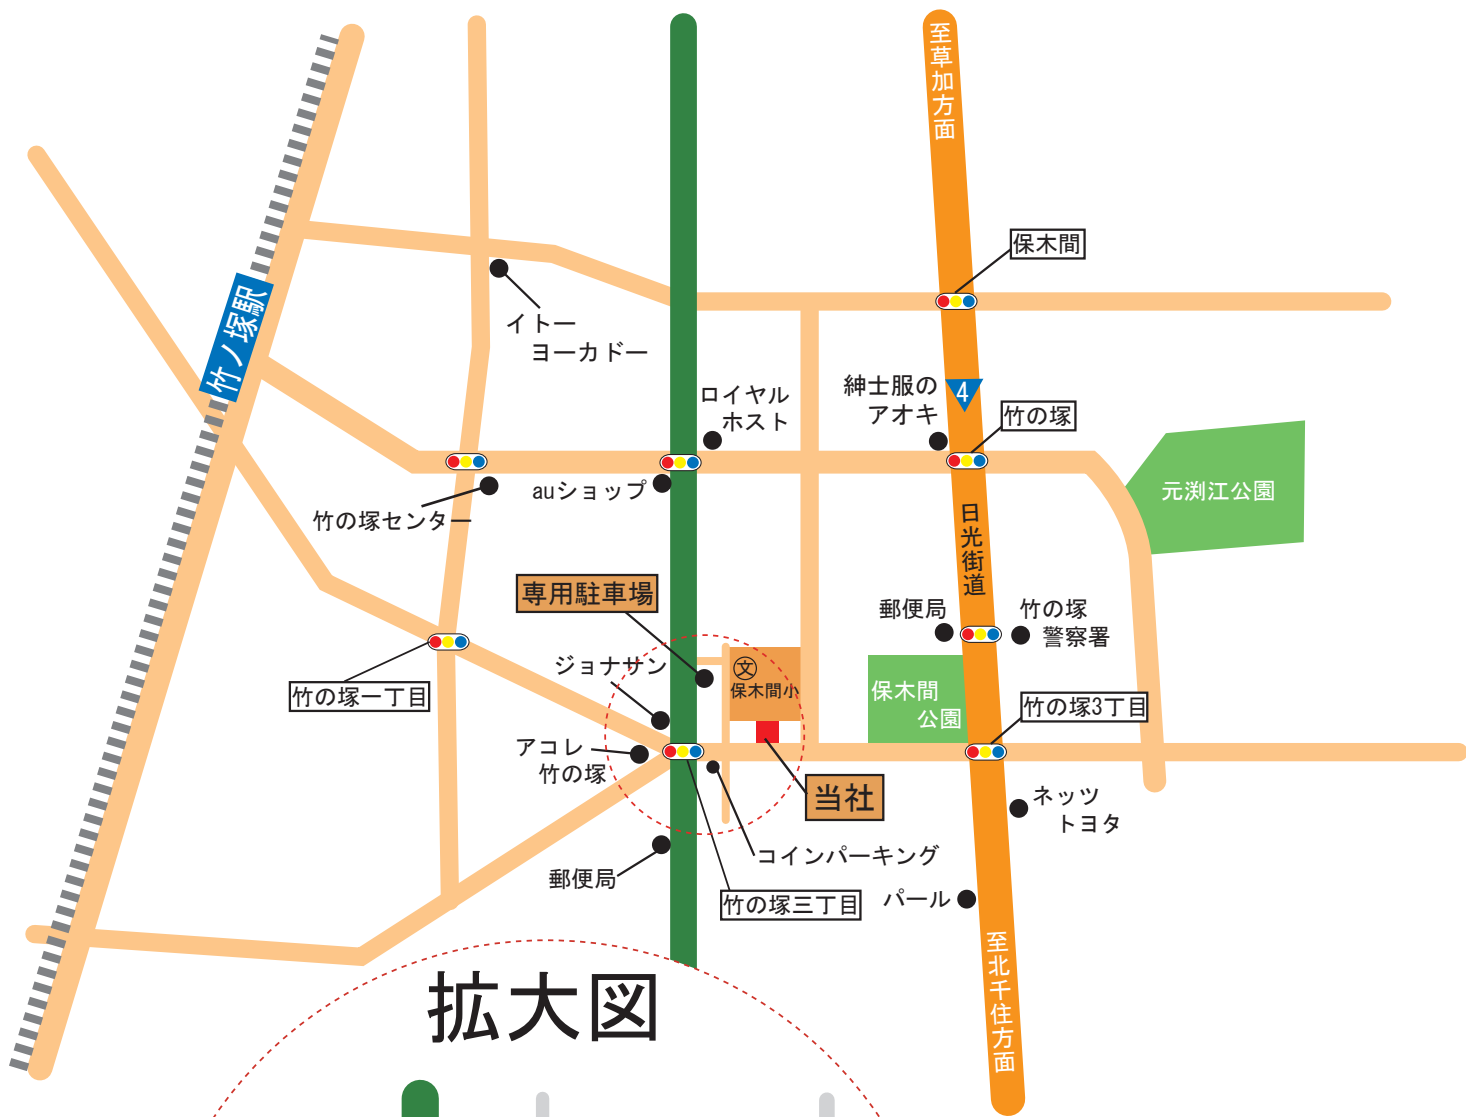 至草加方面
保木間
イトー
ヨーカドー
竹ノ塚駅
ロイヤル
ホスト
紳士服の
アオキ
4
竹の塚
元渕江公園
auショップ
竹の塚センター
日光街道
専用駐車場
郵便局
竹の塚
警察署
ジョナサン
文
保木間小
保木間
公園
竹の塚一丁目
竹の塚3丁目
アコレ
竹の塚
当社
ネッツ
トヨタ
コインパーキング
郵便局
竹の塚三丁目
パール
至北千住方面
拡大図